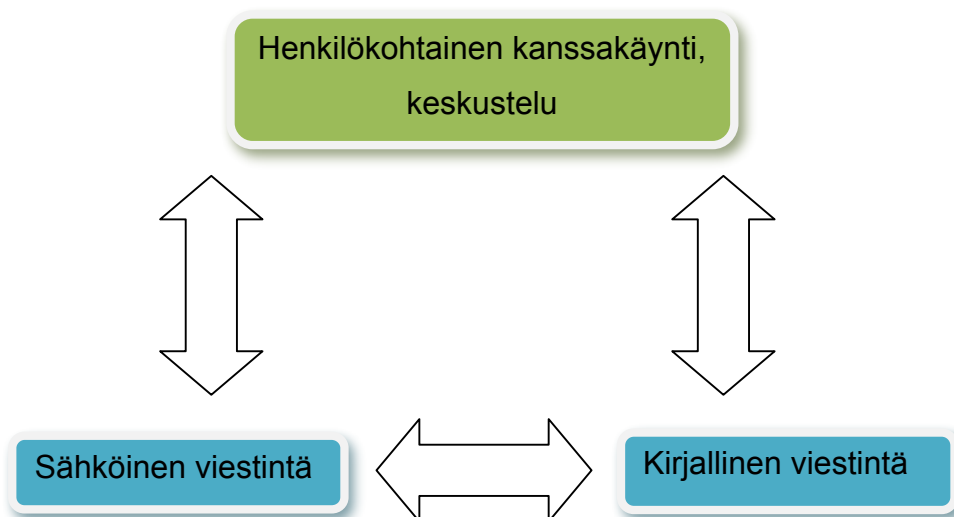 Henkilökohtainen kanssakäynti,
keskustelu
Sähköinen viestintä
Kirjallinen viestintä